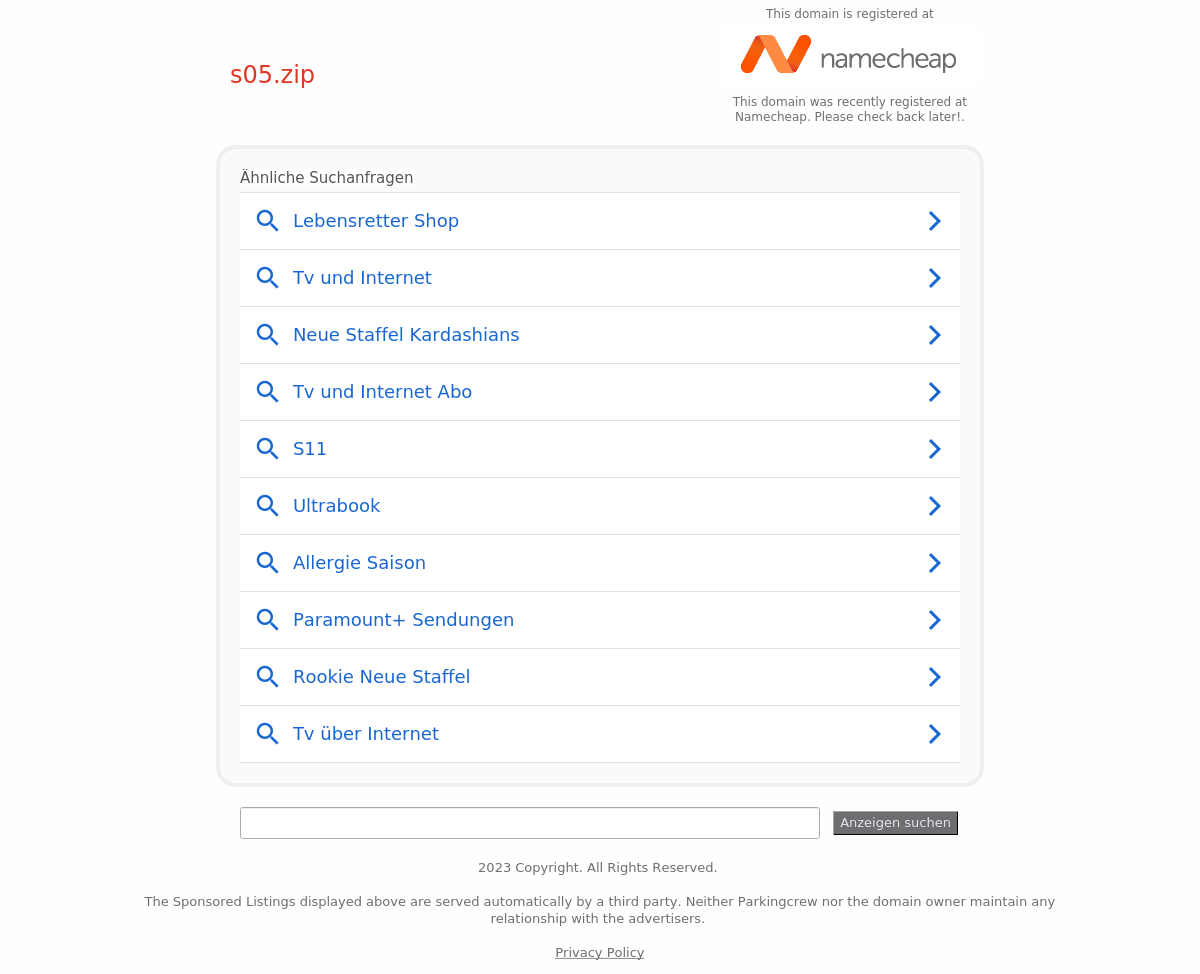 This domain is registered at
namecheap
s05.zip
This domain was recently registered at
Namecheap. Please check back later!.
Ähnliche Suchanfragen
Lebensretter Shop
Tv und Internet
Neue Staffel Kardashians
Tv und Internet Abo
S11
Ultrabook
Allergie Saison
Paramount+ Sendungen
Rookie Neue Staffel
Tv über Internet
Anzeigen suchen
2023 Copyright. All Rights Reserved.
The Sponsored Listings displayed above are served automatically by a third party. Neither Parkingcrew nor the domain owner maintain any
relationship with the advertisers.
Privacy Policy